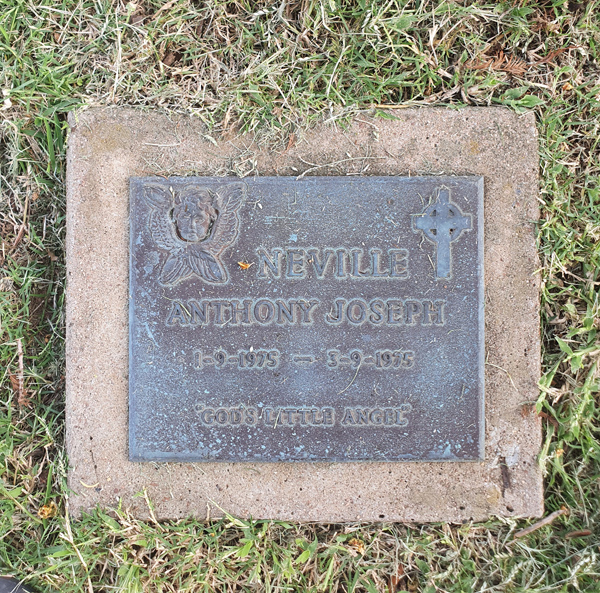 NEVILLE
ANTHONY JOSEPH
1-9-1975 — 3-9-1975
"GOD'S LITTLE ANGEL"